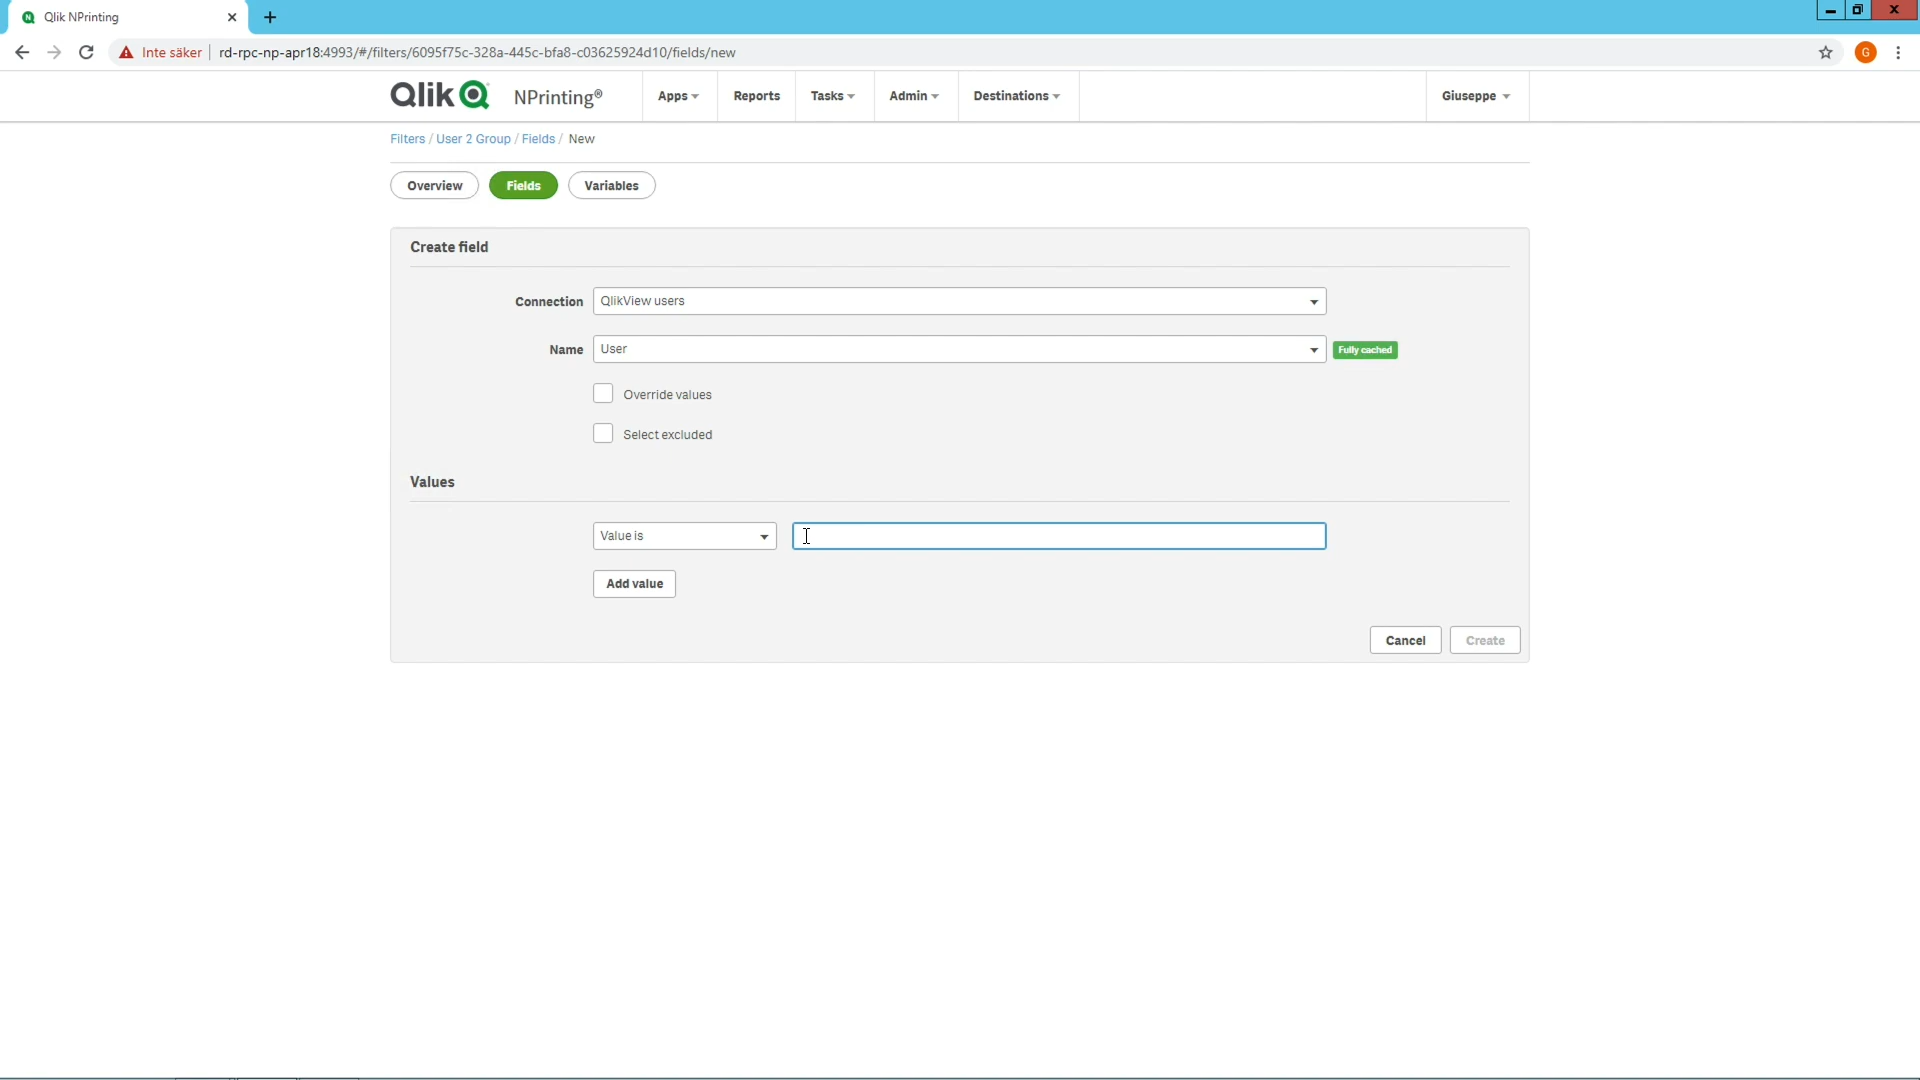 Qlik NPrinting
Inte säker rd-rpc-np-apr18:4993/#/filters/6095f75c-328a-445c-bfa8-c03625924d10/fields/new G
Qlik NPrinting® Apps Reports Tasks Admin Destinations Giuseppe
Filters / User 2 Group / Fields / New
Overview Fields Variables
Create field
Connection QlikView users
Name User Fully cached
Override values
Select excluded
Values
Value is
Add value
Cancel Create